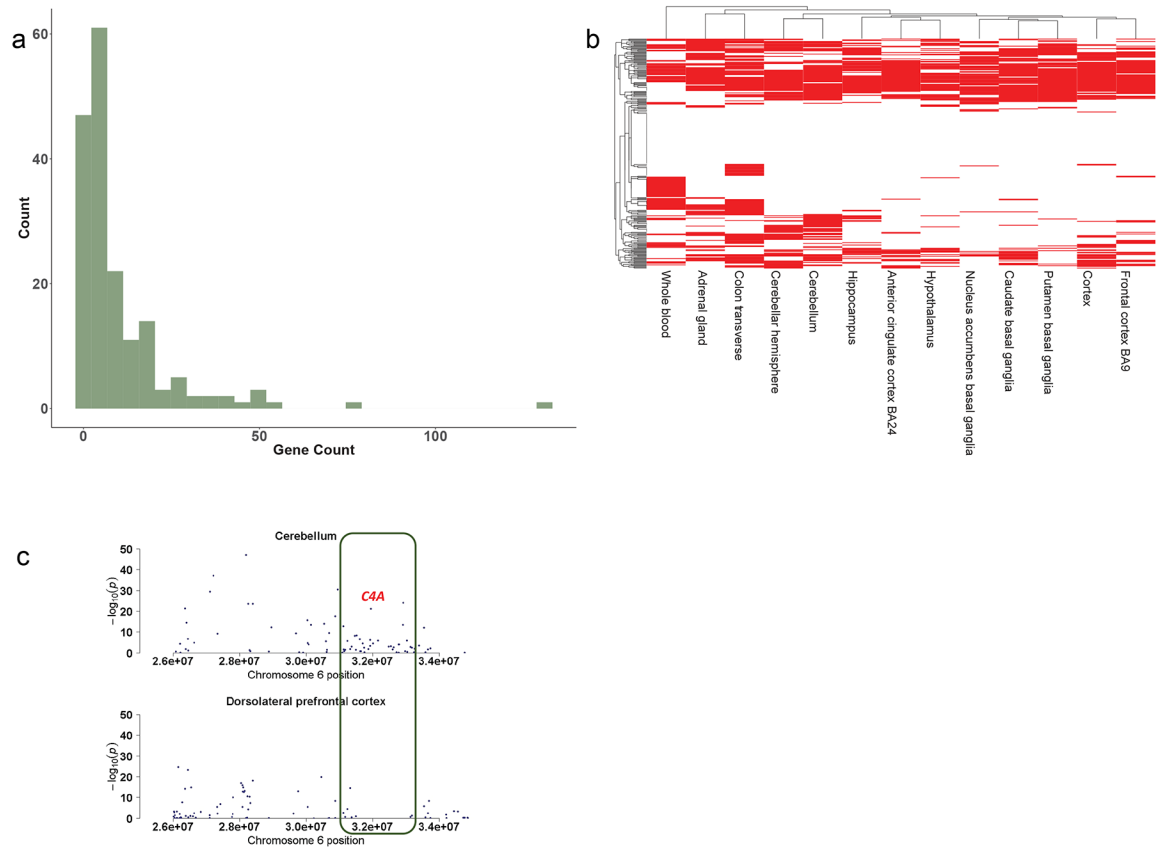 a
60
40
20
0
Count
0 50 100
Gene Count
b
Whole blood
Adrenal gland
Colon transverse
Cerebellar hemisphere
Cerebellum
Hippocampus
Anterior cingulate cortex BA24
Hypothalamus
Nucleus accumbens basal ganglia
Caudate basal ganglia
Putamen basal ganglia
Cortex
Frontal cortex BA9
c
Cerebellum
50
40
30
20
10
0
−log10(p)
C4A
2.6e+07 2.8e+07 3.0e+07 3.2e+07 3.4e+07
Chromosome 6 position
Dorsolateral prefrontal cortex
50
40
30
20
10
0
−log10(p)
2.6e+07 2.8e+07 3.0e+07 3.2e+07 3.4e+07
Chromosome 6 position